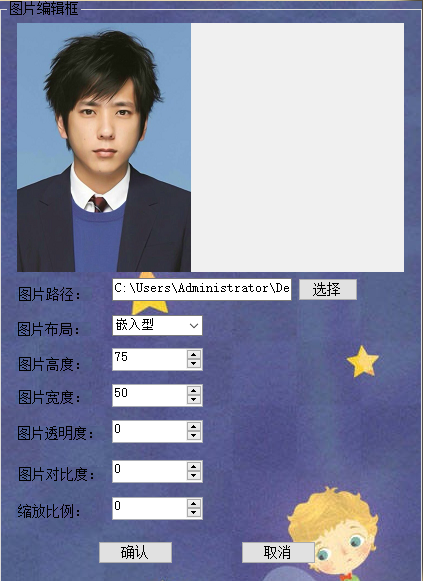 图片编辑框
图片路径： C:\Users\Administrator\De 选择
图片布局： 嵌入型
图片高度： 75
图片宽度： 50
图片透明度： 0
图片对比度： 0
缩放比例： 0
确认 取消